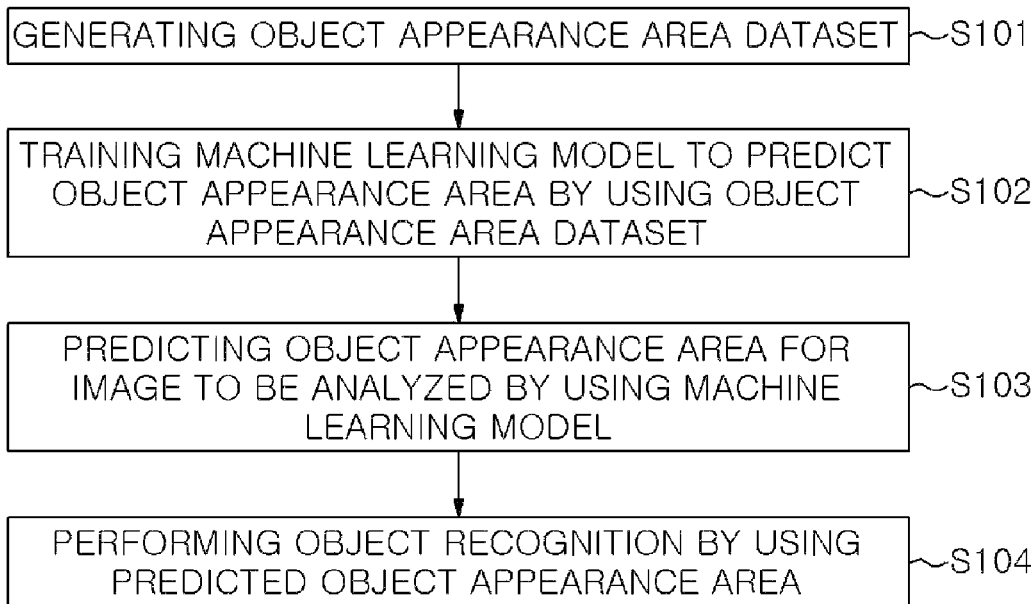 GENERATING OBJECT APPEARANCE AREA DATASET
S101
TRAINING MACHINE LEARNING MODEL TO PREDICT
OBJECT APPEARANCE AREA BY USING OBJECT
APPEARANCE AREA DATASET
S102
PREDICTING OBJECT APPEARANCE AREA FOR
IMAGE TO BE ANALYZED BY USING MACHINE
LEARNING MODEL
S103
PERFORMING OBJECT RECOGNITION BY USING
PREDICTED OBJECT APPEARANCE AREA
S104